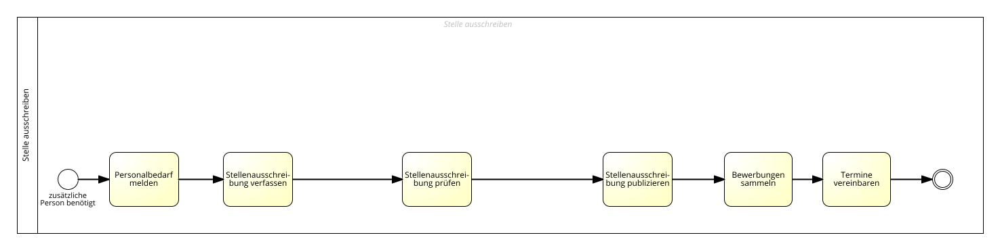 Stelle ausschreiben
Stelle ausschreiben
zusätzliche
Person benötigt
Personalbedarf
melden
Stellenausschrei-
bung verfassen
Stellenausschrei-
bung prüfen
Stellenausschrei-
bung publizieren
Bewerbungen
sammeln
Termine
vereinbaren